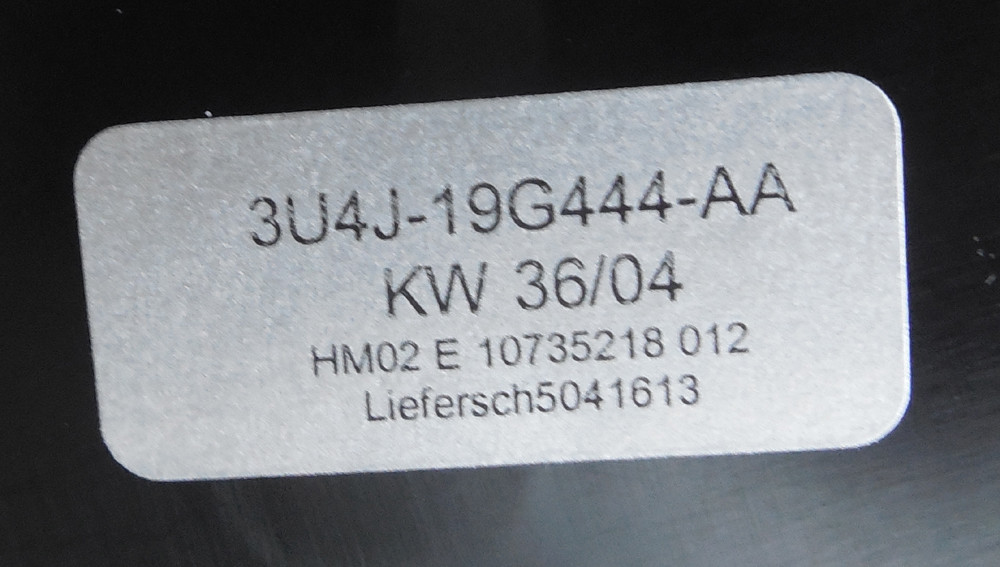 3U4J-19G444-AA
KW 36/04
HM02 E 10735218 012
Liefersch5041613